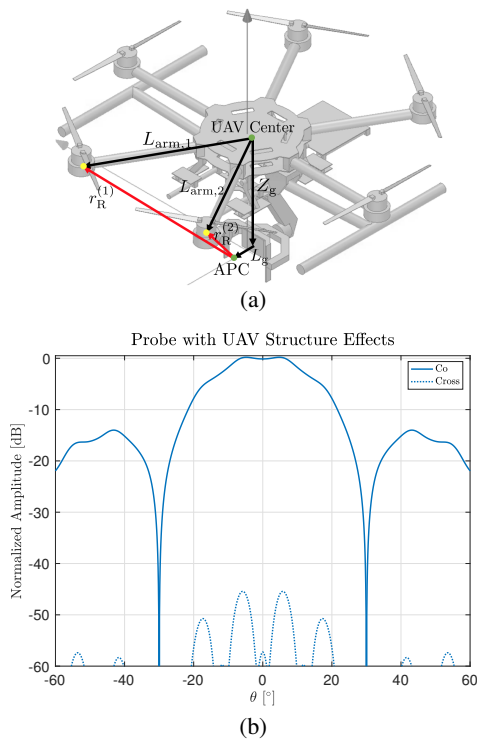 UAV Center
L_arm,1
L_arm,2
Z_g
r_R^(1)
r_R^(2)
L_g
APC
(a)
Probe with UAV Structure Effects
Co
Cross
Normalized Amplitude [dB]
0
-10
-20
-30
-40
-50
-60
-60 -40 -20 0 20 40 60
θ [°]
(b)